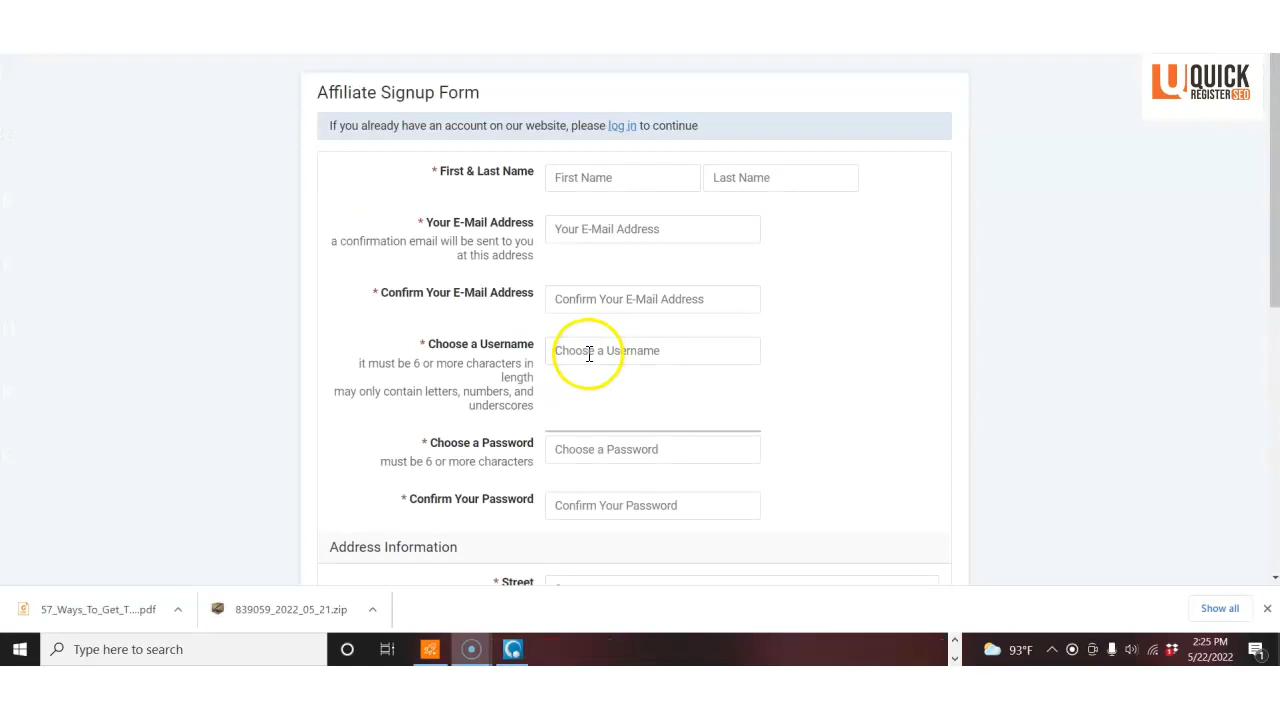 QUICK
REGISTER SEO
Affiliate Signup Form
If you already have an account on our website, please log in to continue
* First & Last Name
First Name
Last Name
* Your E-Mail Address
a confirmation email will be sent to you
at this address
Your E-Mail Address
* Confirm Your E-Mail Address
Confirm Your E-Mail Address
* Choose a Username
it must be 6 or more characters in
length
may only contain letters, numbers, and
underscores
Choose a Username
* Choose a Password
must be 6 or more characters
Choose a Password
* Confirm Your Password
Confirm Your Password
Address Information
* Street
57_Ways_To_Get_T....pdf
839059_2022_05_21.zip
Show all
Type here to search
93°F
2:25 PM
5/22/2022
1